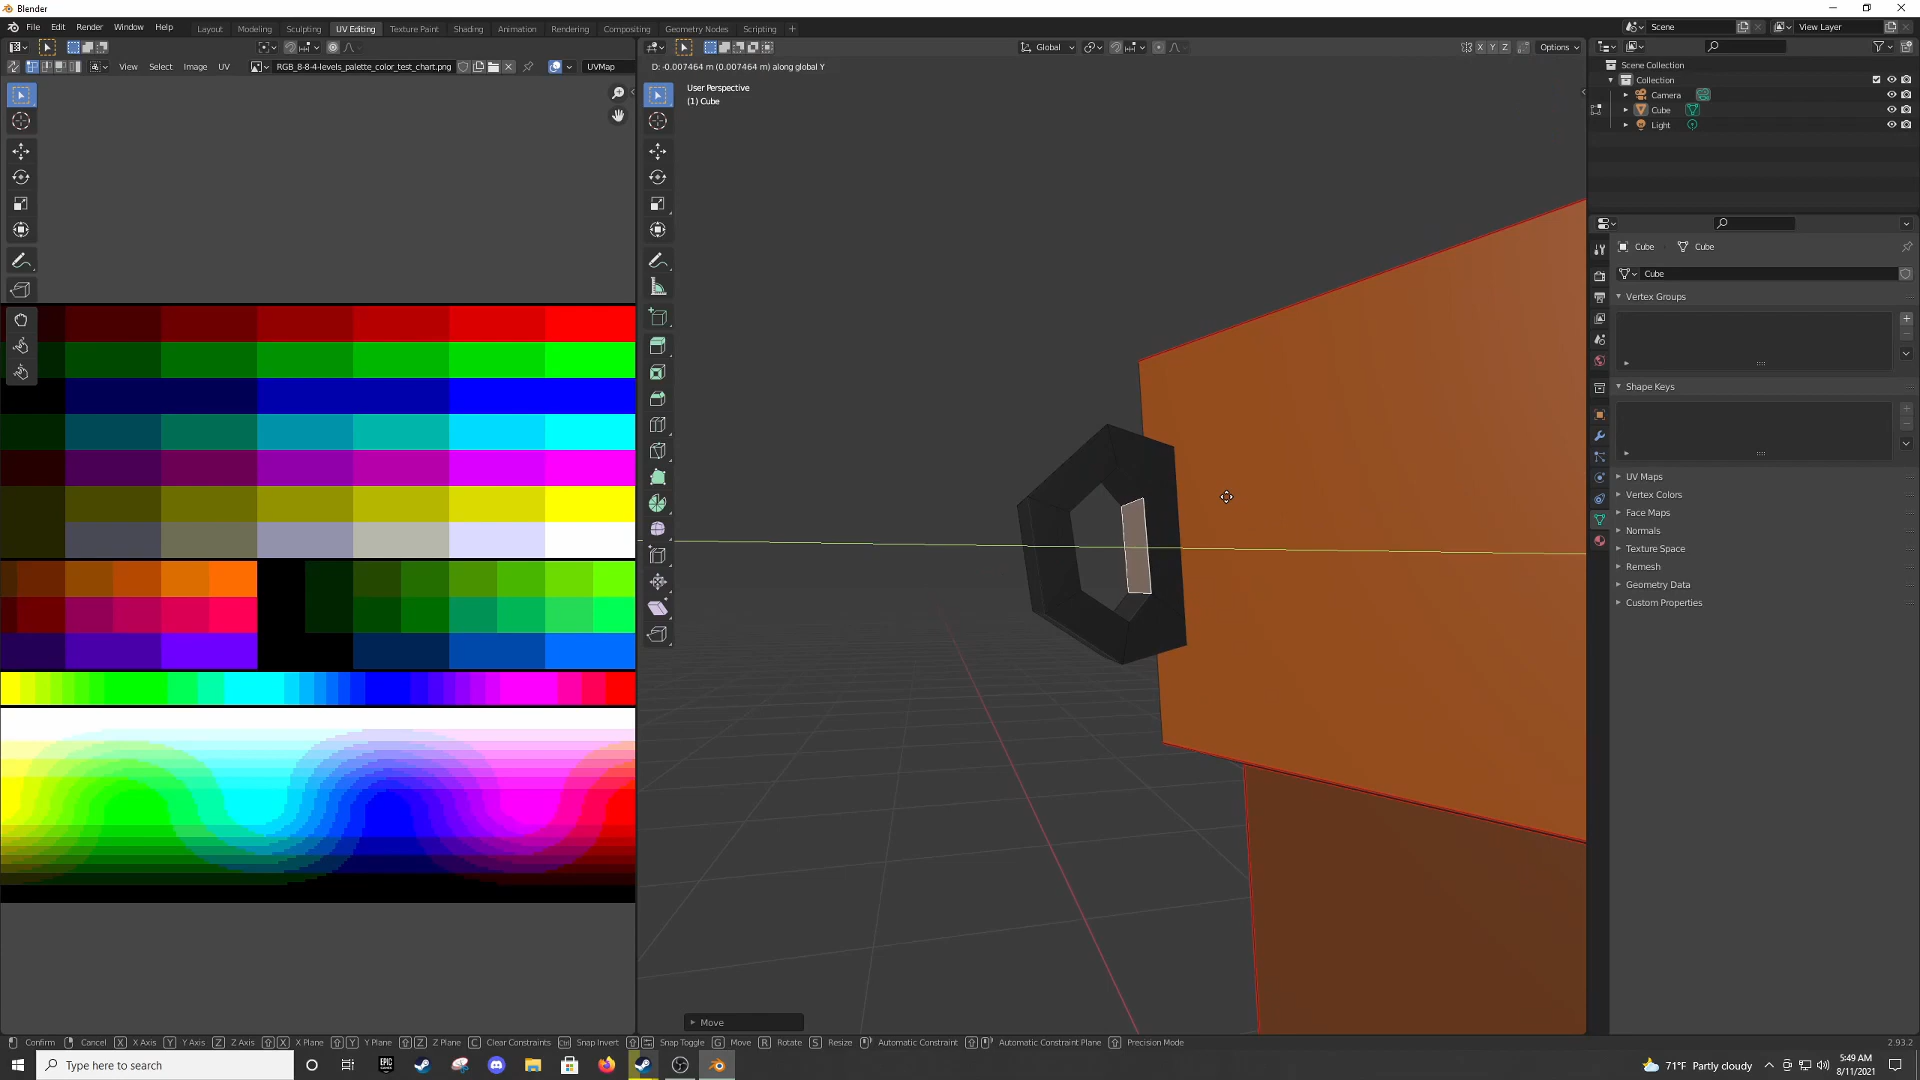 Blender
File Edit Render Window Help Layout Modeling Sculpting UV Editing Texture Paint Shading Animation Rendering Compositing Geometry Nodes Scripting + Scene View Layer
Global Options
View Select Image UV RGB_8-8-4-levels_palette_color_test_chart.png UVMap
D: -0.007464 m (0.007464 m) along global Y
X Y Z
User Perspective
(1) Cube
Scene Collection
Collection
Camera
Cube
Light
Cube Cube
Cube
Vertex Groups
Shape Keys
UV Maps
Vertex Colors
Face Maps
Normals
Texture Space
Remesh
Geometry Data
Custom Properties
Move
Confirm Cancel X X Axis Y Y Axis Z Z Axis X X Plane Y Y Plane Z Z Plane C Clear Constraints Ctrl Snap Invert Snap Toggle G Move R Rotate S Resize Automatic Constraint Automatic Constraint Plane Precision Mode 2.93.2
Type here to search
EPIC
71°F Partly cloudy
5:49 AM
8/11/2021